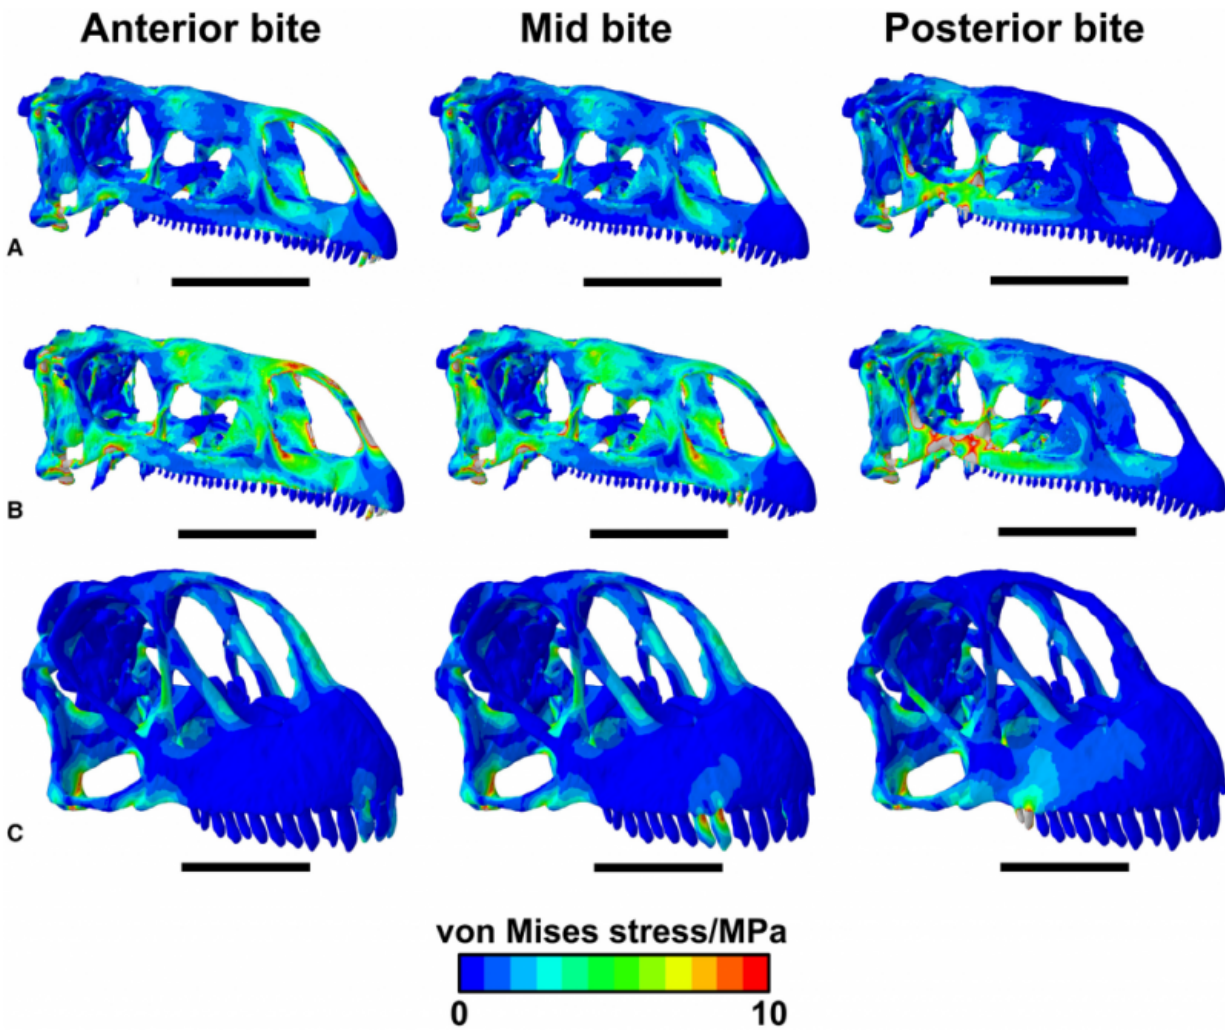 Anterior bite Mid bite Posterior bite
A
B
C
von Mises stress/MPa
0 10